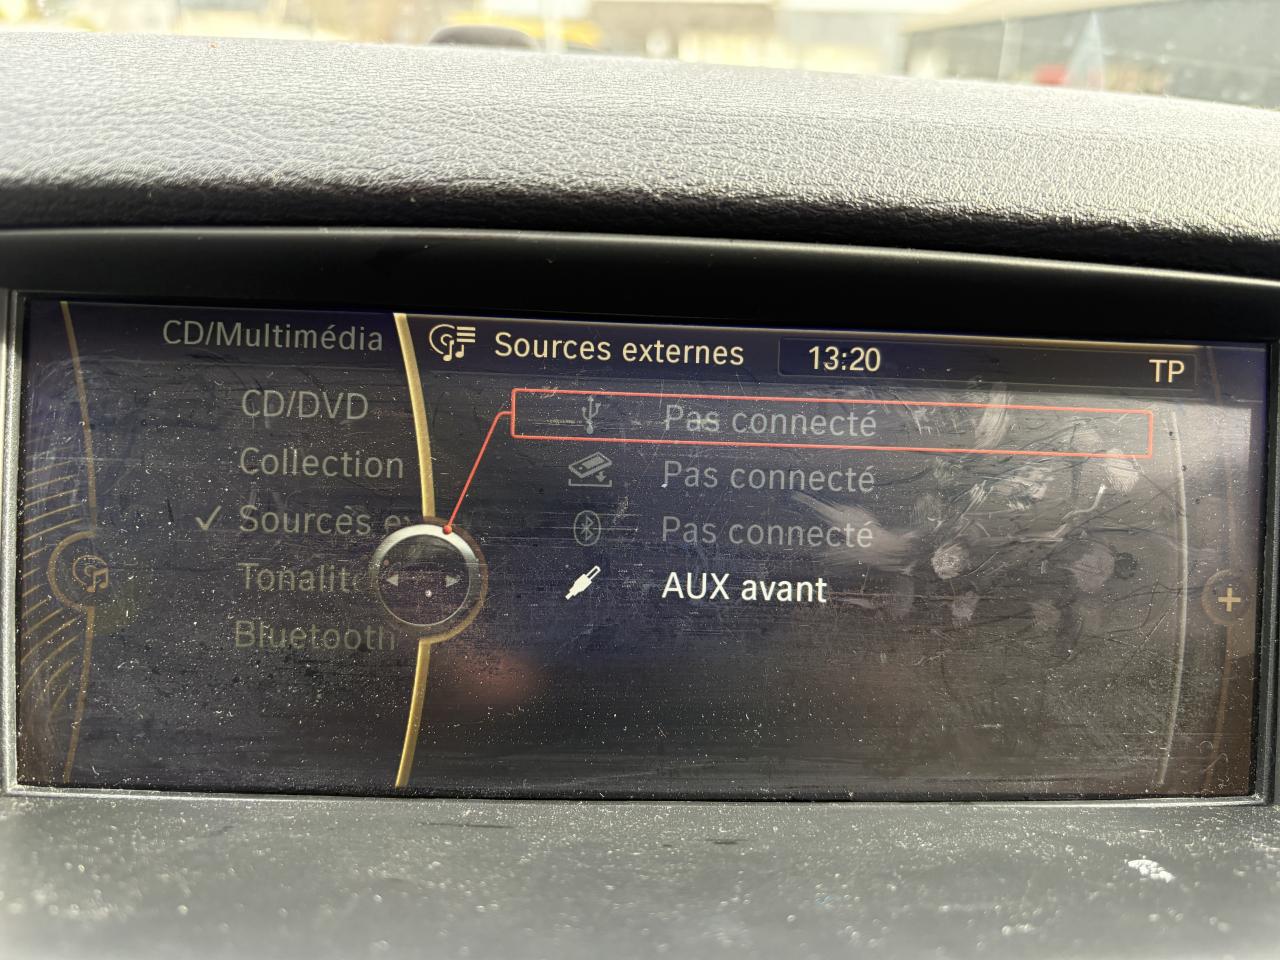 CD/Multimédia
Sources externes
13:20
TP
CD/DVD
Collection
Sources e
Tonalit
Bluetooth
Pas connecté
Pas connecté
Pas connecté
AUX avant